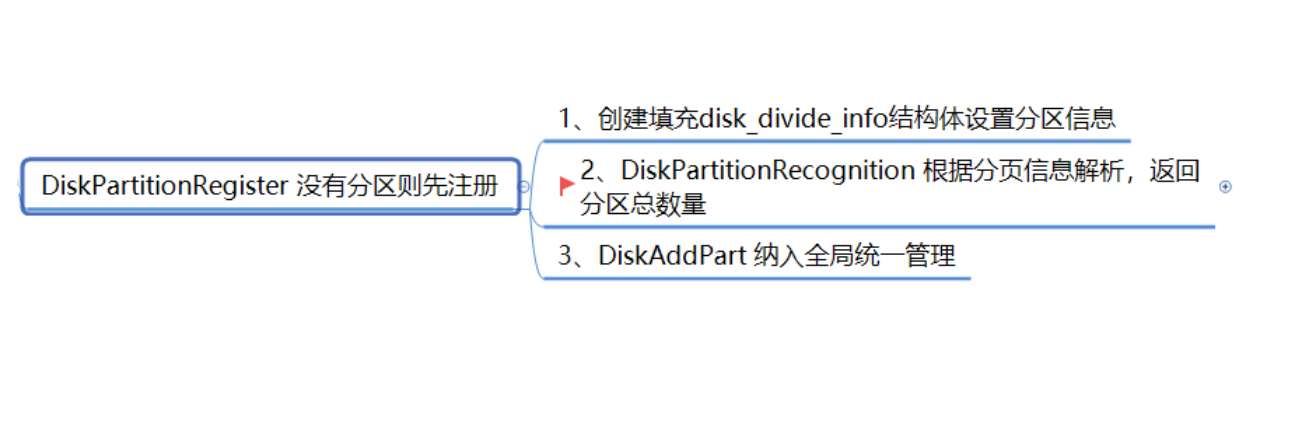 1、创建填充disk_divide_info结构体设置分区信息
DiskPartitionRegister 没有分区则先注册
2、DiskPartitionRecognition 根据分页信息解析，返回
分区总数量
3、DiskAddPart 纳入全局统一管理